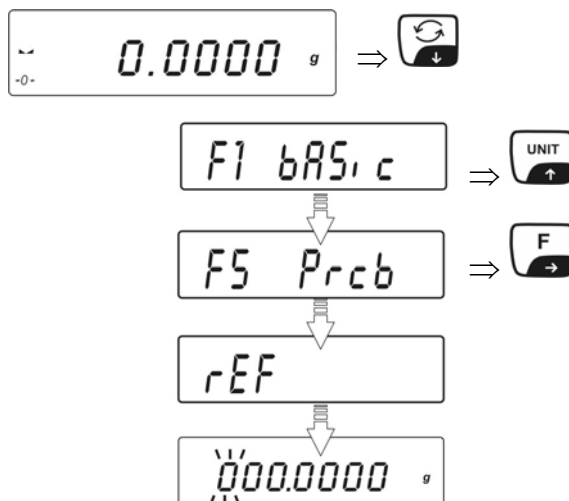 -0- 0.0000 g
F1 bASic
UNIT
F5 Prcb
F
rEF
000.0000 g